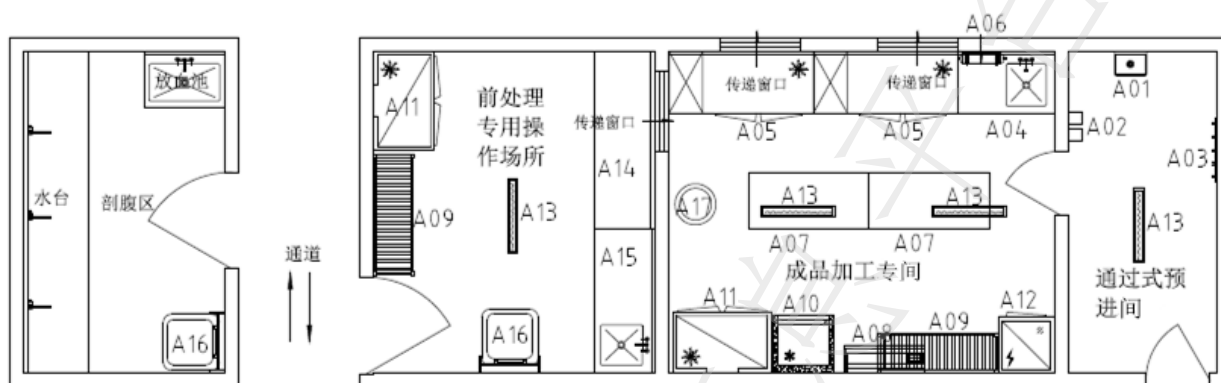 放血池
水台
剖腹区
A16
通道
A11
前处理
专用操
作场所
传递窗口
A14
A09
A13
A15
A16
传递窗口
A05
传递窗口
A05
A06
A04
A17
A13
A13
A07
A07
成品加工专间
A11
A10
A08
A09
A12
A01
A02
A03
A13
通过式预
进间